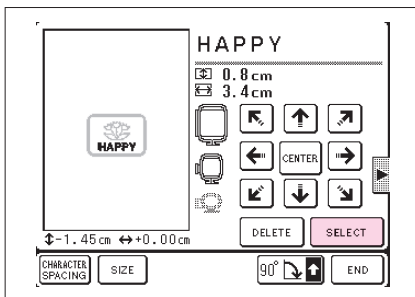 HAPPY
0.8cm
3.4cm
HAPPY
CENTER
-1.45cm +0.00cm
DELETE
SELECT
CHARACTER
SPACING
SIZE
90°
END